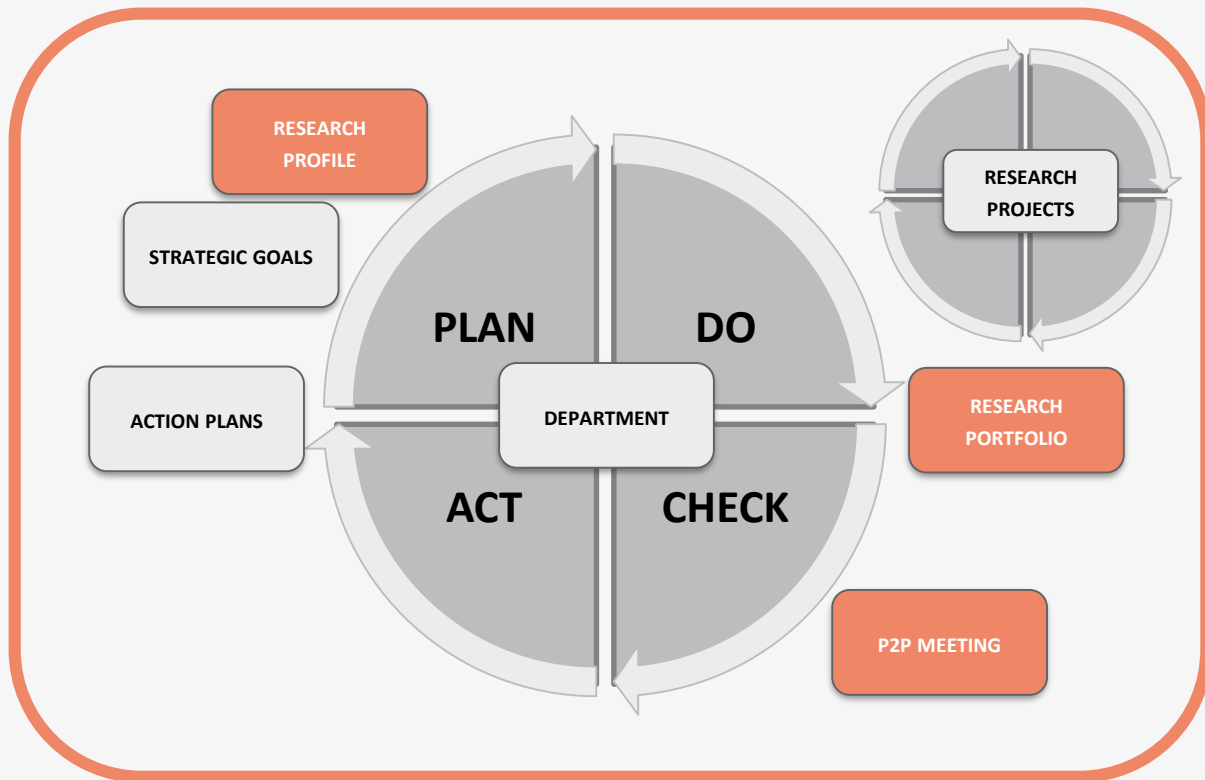 RESEARCH
PROFILE
STRATEGIC GOALS
ACTION PLANS
PLAN
DO
DEPARTMENT
ACT
CHECK
RESEARCH
PROJECTS
RESEARCH
PORTFOLIO
P2P MEETING